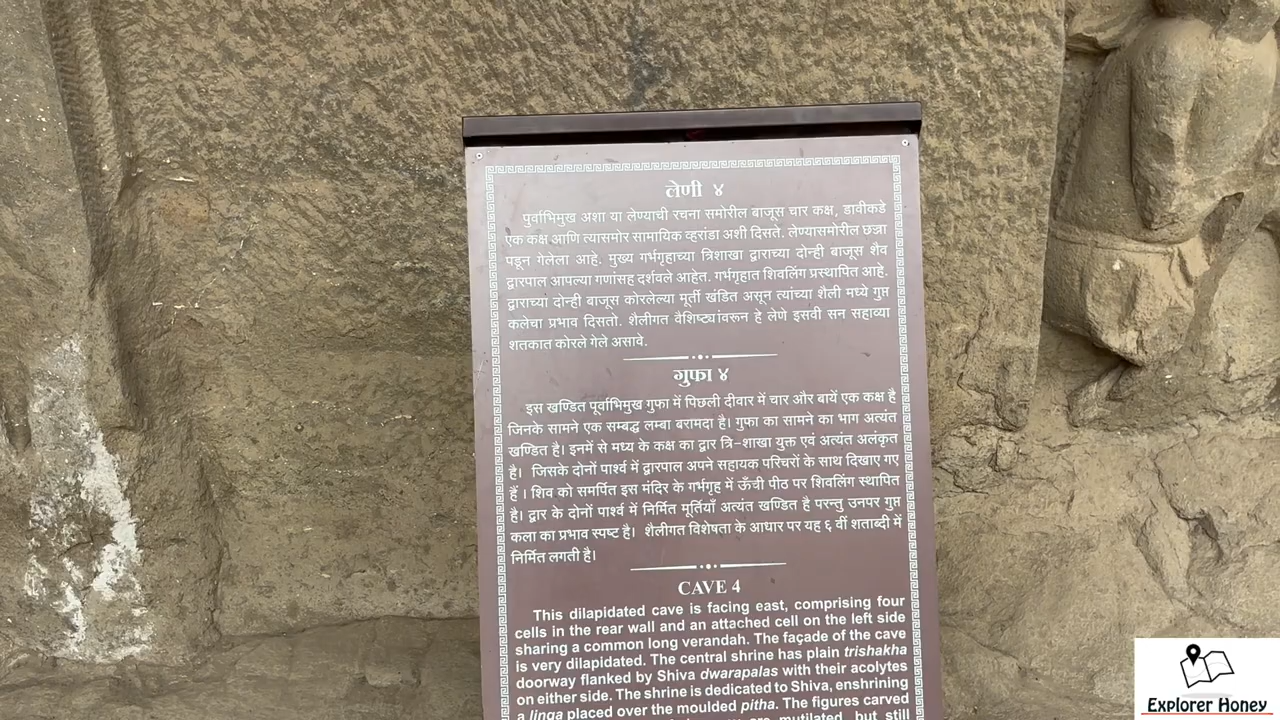 लेणी ४
पुर्वाभिमुख अशा या लेण्याची रचना समोरील बाजूस चार कक्ष, डावीकडे
एक कक्ष आणि त्यासमोर सामायिक व्हरांडा अशी दिसते. लेण्यासमोरील छज्जा
पडून गेलेला आहे. मुख्य गर्भगृहाच्या त्रिशाखा द्वाराच्या दोन्ही बाजूस शैव
द्वारपाल आपल्या गणांसह दर्शवले आहेत. गर्भगृहात शिवलिंग प्रस्थापित आहे.
द्वाराच्या दोन्ही बाजूस कोरलेल्या मूर्ती खंडित असून त्यांच्या शैली मध्ये गुप्त
कलेचा प्रभाव दिसतो. शैलीगत वैशिष्ट्यांवरून हे लेणे इसवी सन सहाव्या
शतकात कोरले गेले असावे.
गुफा ४
इस खण्डित पूर्वाभिमुख गुफा में पिछली दीवार में चार और बायें एक कक्ष है
जिनके सामने एक सम्बद्ध लम्बा बरामदा है। गुफा का सामने का भाग अत्यंत
खण्डित है। इनमें से मध्य के कक्ष का द्वार त्रि-शाखा युक्त एवं अत्यंत अलंकृत
है। जिसके दोनों पार्श्व में द्वारपाल अपने सहायक परिचरों के साथ दिखाए गए
हैं । शिव को समर्पित इस मंदिर के गर्भगृह में ऊँची पीठ पर शिवलिंग स्थापित
है। द्वार के दोनों पार्श्व में निर्मित मूर्तियाँ अत्यंत खण्डित है परन्तु उनपर गुप्त
कला का प्रभाव स्पष्ट है। शैलीगत विशेषता के आधार पर यह ६ वीं शताब्दी में
निर्मित लगती है।
CAVE 4
This dilapidated cave is facing east, comprising four
cells in the rear wall and an attached cell on the left side
sharing a common long verandah. The façade of the cave
is very dilapidated. The central shrine has plain trishakha
doorway flanked by Shiva dwarapalas with their acolytes
on either side. The shrine is dedicated to Shiva, enshrining
a linga placed over the moulded pitha. The figures carved
are mutilated, but still
Explorer Honey